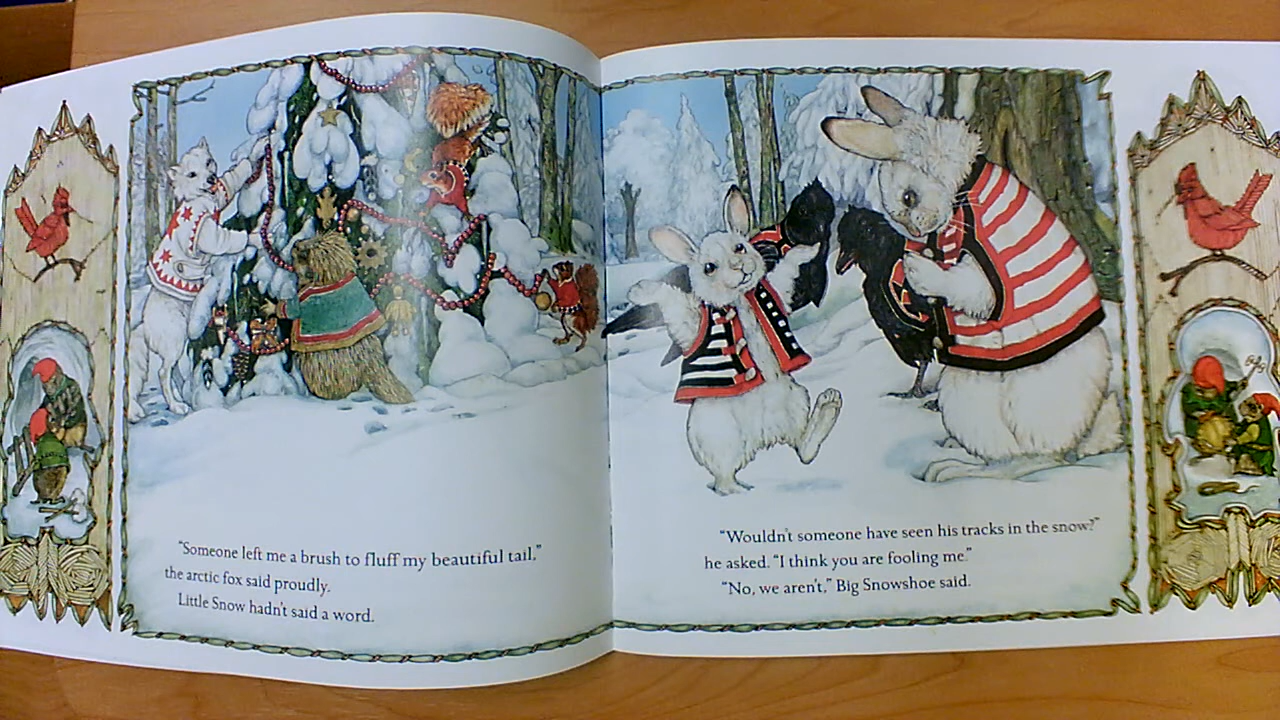 “Someone left me a brush to fluff my beautiful tail,”
the arctic fox said proudly.
Little Snow hadn’t said a word.
“Wouldn’t someone have seen his tracks in the snow?”
he asked. “I think you are fooling me.”
“No, we aren’t,” Big Snowshoe said.